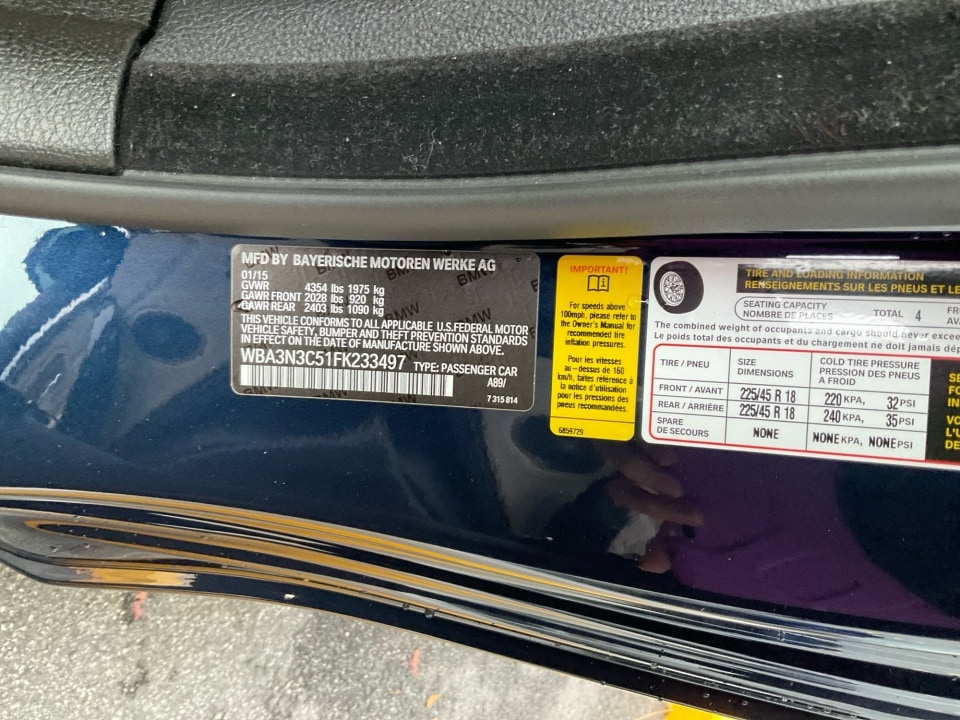 MFD BY BAYERISCHE MOTOREN WERKE AG
01/15
GVWR 4354 lbs 1975 kg
GAWR FRONT 2028 lbs 920 kg
GAWR REAR 2403 lbs 1090 kg
THIS VEHICLE CONFORMS TO ALL APPLICABLE U.S.FEDERAL MOTOR
VEHICLE SAFETY, BUMPER AND THEFT PREVENTION STANDARDS
IN EFFECT ON THE DATE OF MANUFACTURE SHOWN ABOVE.
WBA3N3C51FK233497 TYPE: PASSENGER CAR
A89/
7 315 814
IMPORTANT!
For speeds above
100mph, please refer to
the Owner's Manual for
recommended tire
inflation pressures.
Pour les vitesses
au-dessus de 160
km/h, faites référence à
la notice d'utilisation
pour les pressions des
pneus recommandées.
6859729
TIRE AND LOADING INFORMATION
RENSEIGNEMENTS SUR LES PNEUS ET LE
SEATING CAPACITY
NOMBRE DE PLACES
TOTAL 4
The combined weight of occupants and cargo should never exceed
Le poids total des occupants et du chargement ne doit jamais dép
TIRE / PNEU
SIZE
DIMENSIONS
COLD TIRE PRESSURE
PRESSION DES PNEUS
A FROID
FRONT / AVANT 225/45 R 18 220 KPA, 32 PSI
REAR / ARRIÈRE 225/45 R 18 240 KPA, 35 PSI
SPARE
DE SECOURS
NONE NONE KPA, NONE PSI